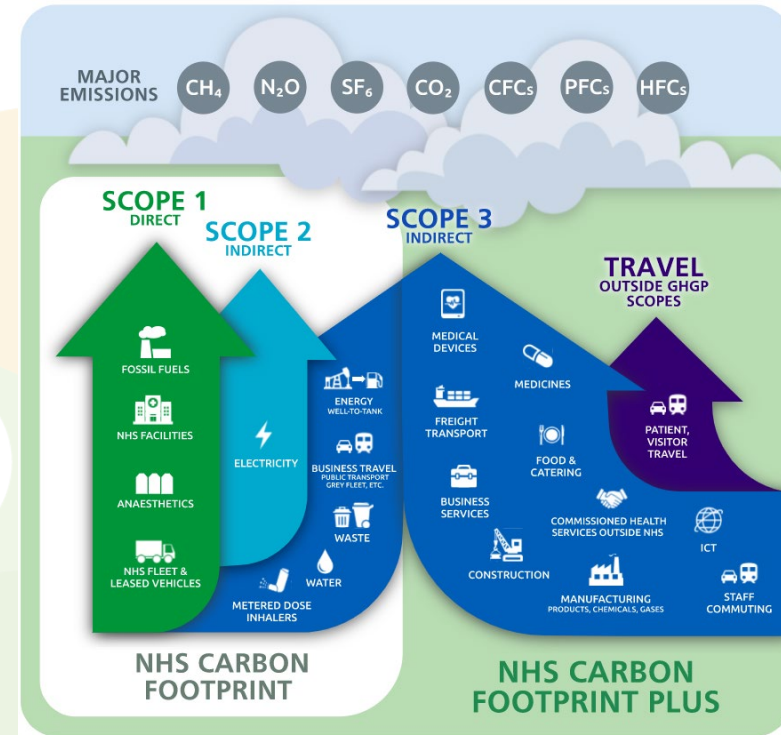 MAJOR
EMISSIONS
CH₄
N₂O
SF₆
CO₂
CFCs
PFCs
HFCs
SCOPE 1
DIRECT
SCOPE 2
INDIRECT
SCOPE 3
INDIRECT
TRAVEL
OUTSIDE GHGP
SCOPES
FOSSIL FUELS
NHS FACILITIES
ANAESTHETICS
NHS FLEET &
LEASED VEHICLES
ELECTRICITY
ENERGY
WELL-TO-TANK
BUSINESS TRAVEL
PUBLIC TRANSPORT
GREY FLEET, ETC.
WASTE
WATER
METERED DOSE
INHALERS
MEDICAL
DEVICES
MEDICINES
FREIGHT
TRANSPORT
FOOD &
CATERING
BUSINESS
SERVICES
COMMISSIONED HEALTH
SERVICES OUTSIDE NHS
CONSTRUCTION
MANUFACTURING
PRODUCTS, CHEMICALS, GASES
ICT
STAFF
COMMUTING
PATIENT,
VISITOR
TRAVEL
NHS CARBON
FOOTPRINT
NHS CARBON
FOOTPRINT PLUS